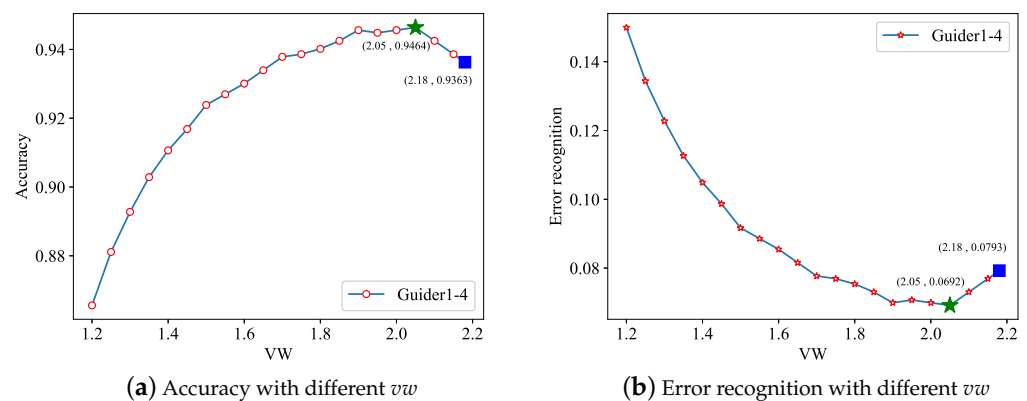 0.94
0.92
0.90
0.88
Accuracy
(2.05 , 0.9464)
(2.18 , 0.9363)
Guider1-4
1.2 1.4 1.6 1.8 2.0 2.2
VW
(a) Accuracy with different vw
0.14
0.12
0.10
0.08
Error recognition
Guider1-4
(2.18 , 0.0793)
(2.05 , 0.0692)
1.2 1.4 1.6 1.8 2.0 2.2
VW
(b) Error recognition with different vw